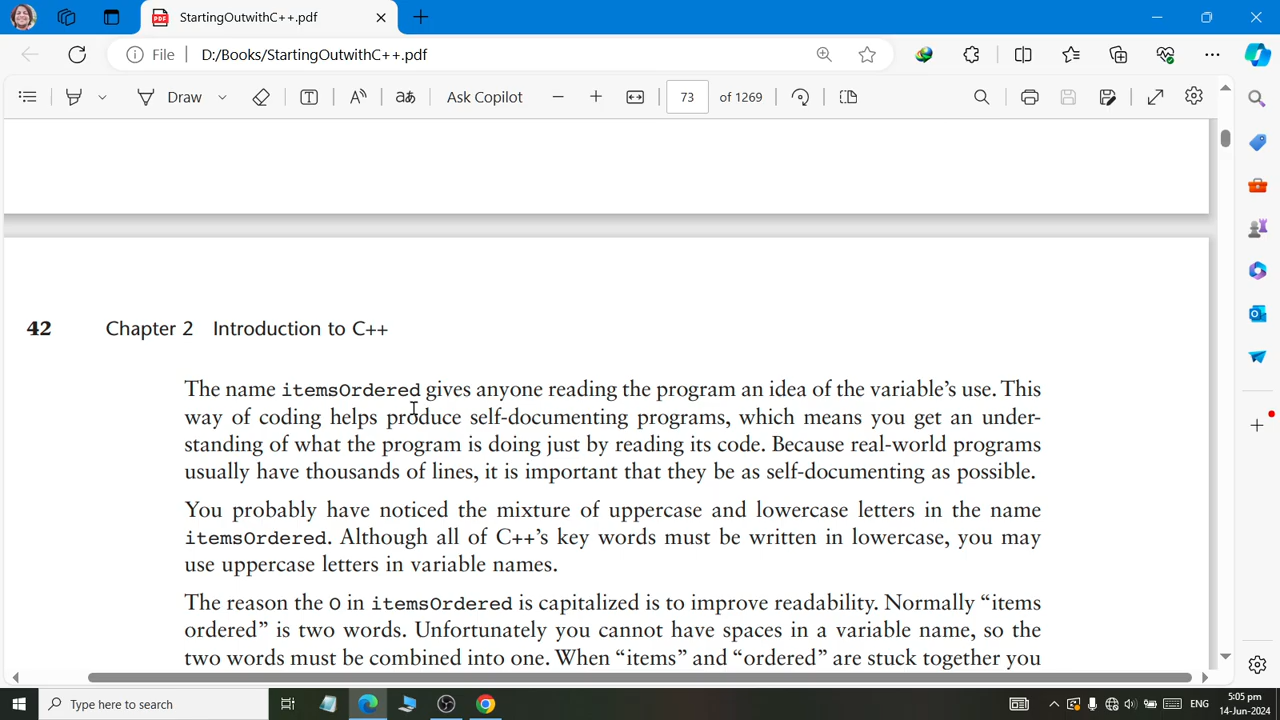 StartingOutwithC++.pdf
File
D:/Books/StartingOutwithC++.pdf
Draw
aあ
Ask Copilot
73
of 1269
42 Chapter 2 Introduction to C++
The name itemsOrdered gives anyone reading the program an idea of the variable's use. This
way of coding helps produce self-documenting programs, which means you get an under-
standing of what the program is doing just by reading its code. Because real-world programs
usually have thousands of lines, it is important that they be as self-documenting as possible.
You probably have noticed the mixture of uppercase and lowercase letters in the name
itemsOrdered. Although all of C++'s key words must be written in lowercase, you may
use uppercase letters in variable names.
The reason the O in itemsOrdered is capitalized is to improve readability. Normally “items
ordered” is two words. Unfortunately you cannot have spaces in a variable name, so the
two words must be combined into one. When “items” and “ordered” are stuck together you
Type here to search
ENG
5:05 pm
14-Jun-2024